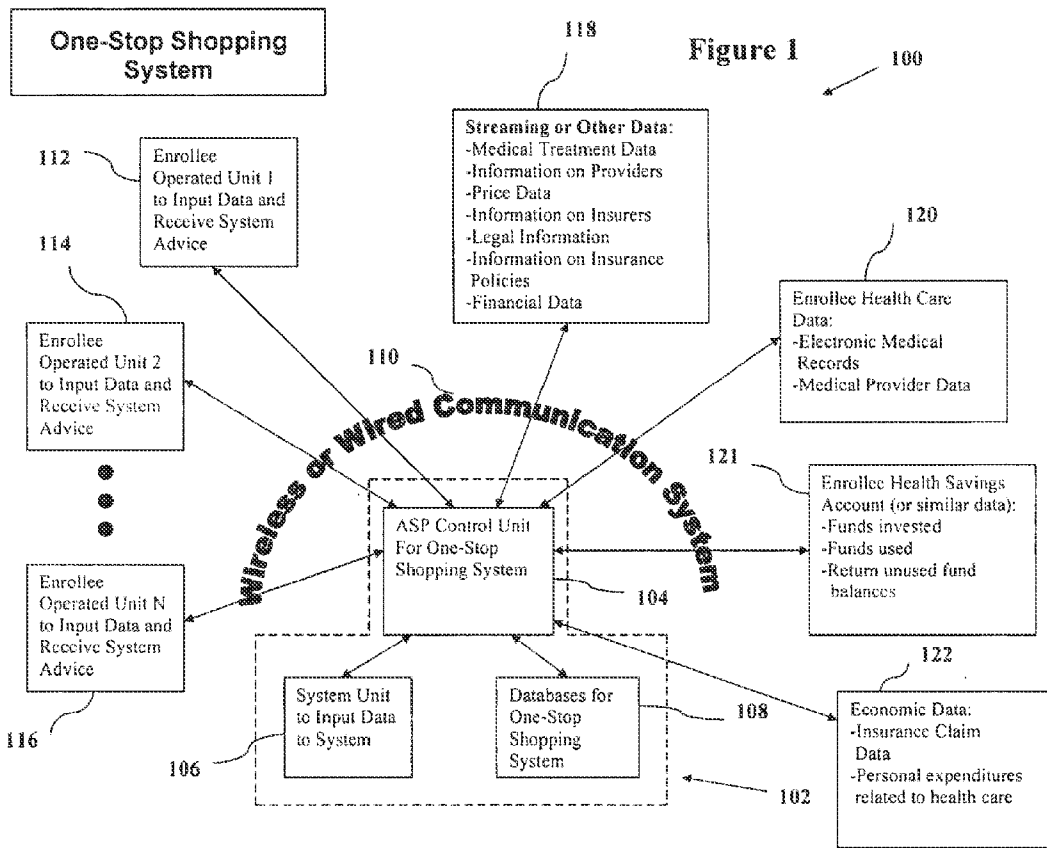 One-Stop Shopping
System
Figure 1
100
118
Streaming or Other Data:
-Medical Treatment Data
-Information on Providers
-Price Data
-Information on Insurers
-Legal Information
-Information on Insurance
Policies
-Financial Data
112
Enrollee
Operated Unit 1
to Input Data and
Receive System
Advice
114
Enrollee
Operated Unit 2
to Input Data and
Receive System
Advice
120
Enrollee Health Care
Data:
-Electronic Medical
Records
-Medical Provider Data
110
Wireless or Wired Communication System
121
Enrollee Health Savings
Account (or similar data):
-Funds invested
-Funds used
-Return unused fund
balances
ASP Control Unit
For One-Stop
Shopping System
104
Enrollee
Operated Unit N
to Input Data and
Receive System
Advice
116
System Unit
to Input Data
to System
106
Databases for
One-Stop
Shopping
System
108
102
122
Economic Data:
-Insurance Claim
Data
-Personal expenditures
related to health care